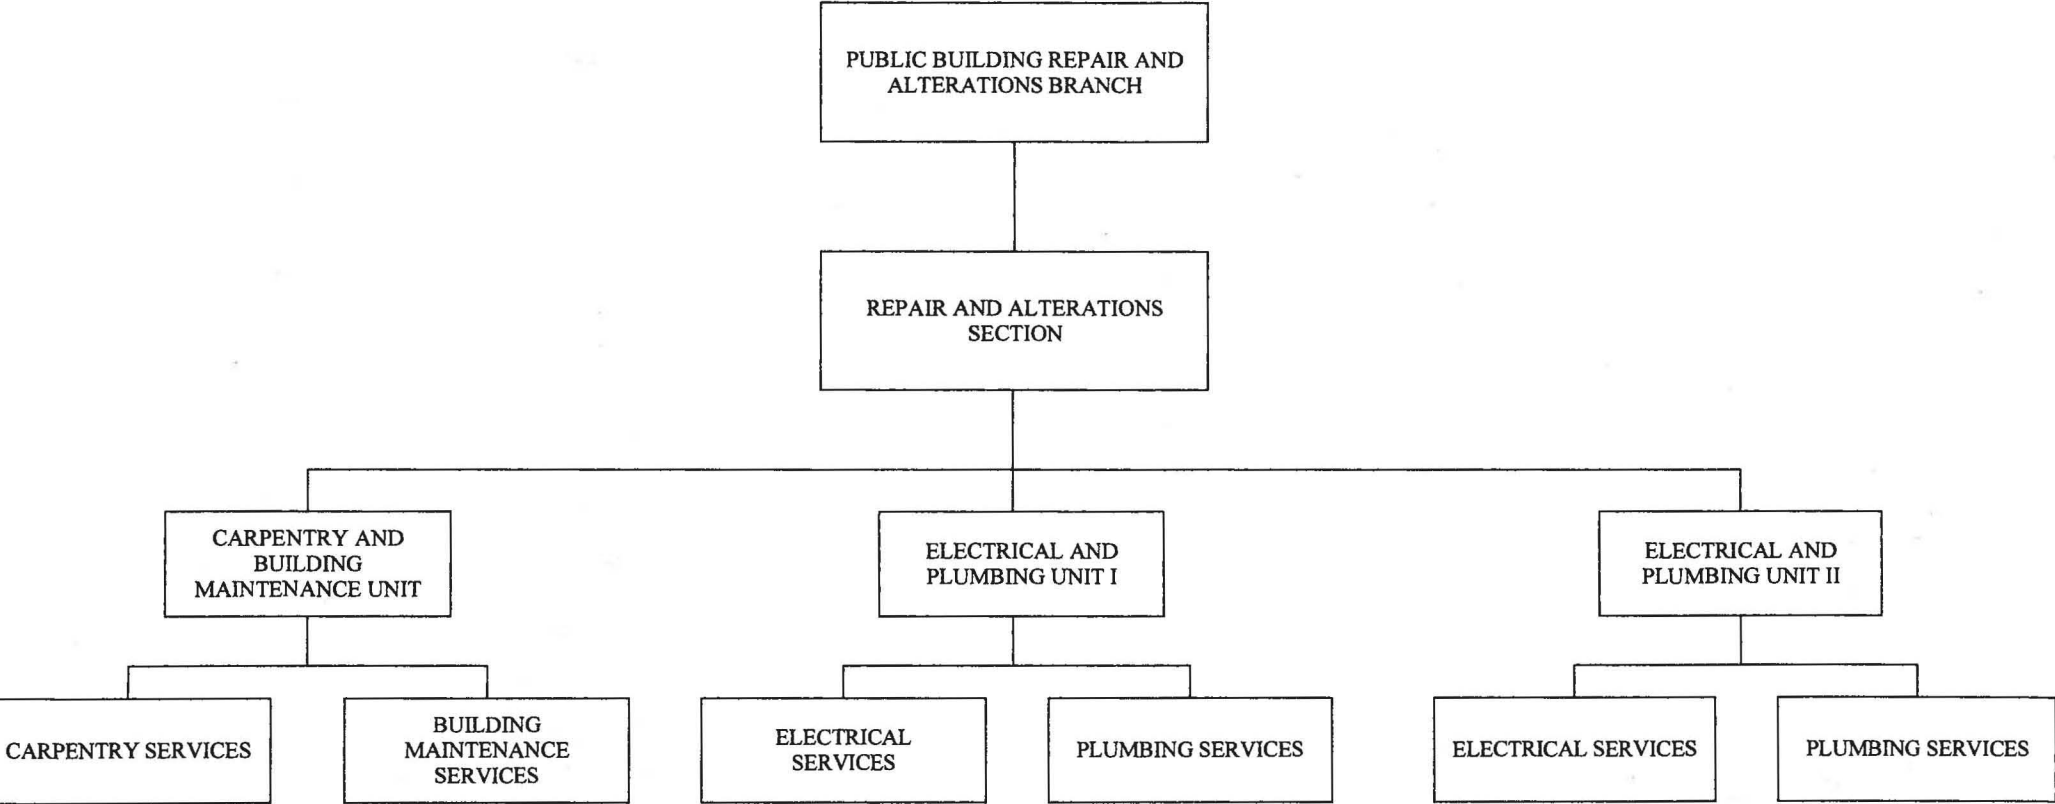 PUBLIC BUILDING REPAIR AND
ALTERATIONS BRANCH
REPAIR AND ALTERATIONS
SECTION
CARPENTRY AND
BUILDING
MAINTENANCE UNIT
ELECTRICAL AND
PLUMBING UNIT I
ELECTRICAL AND
PLUMBING UNIT II
CARPENTRY SERVICES
BUILDING
MAINTENANCE
SERVICES
ELECTRICAL
SERVICES
PLUMBING SERVICES
ELECTRICAL SERVICES
PLUMBING SERVICES